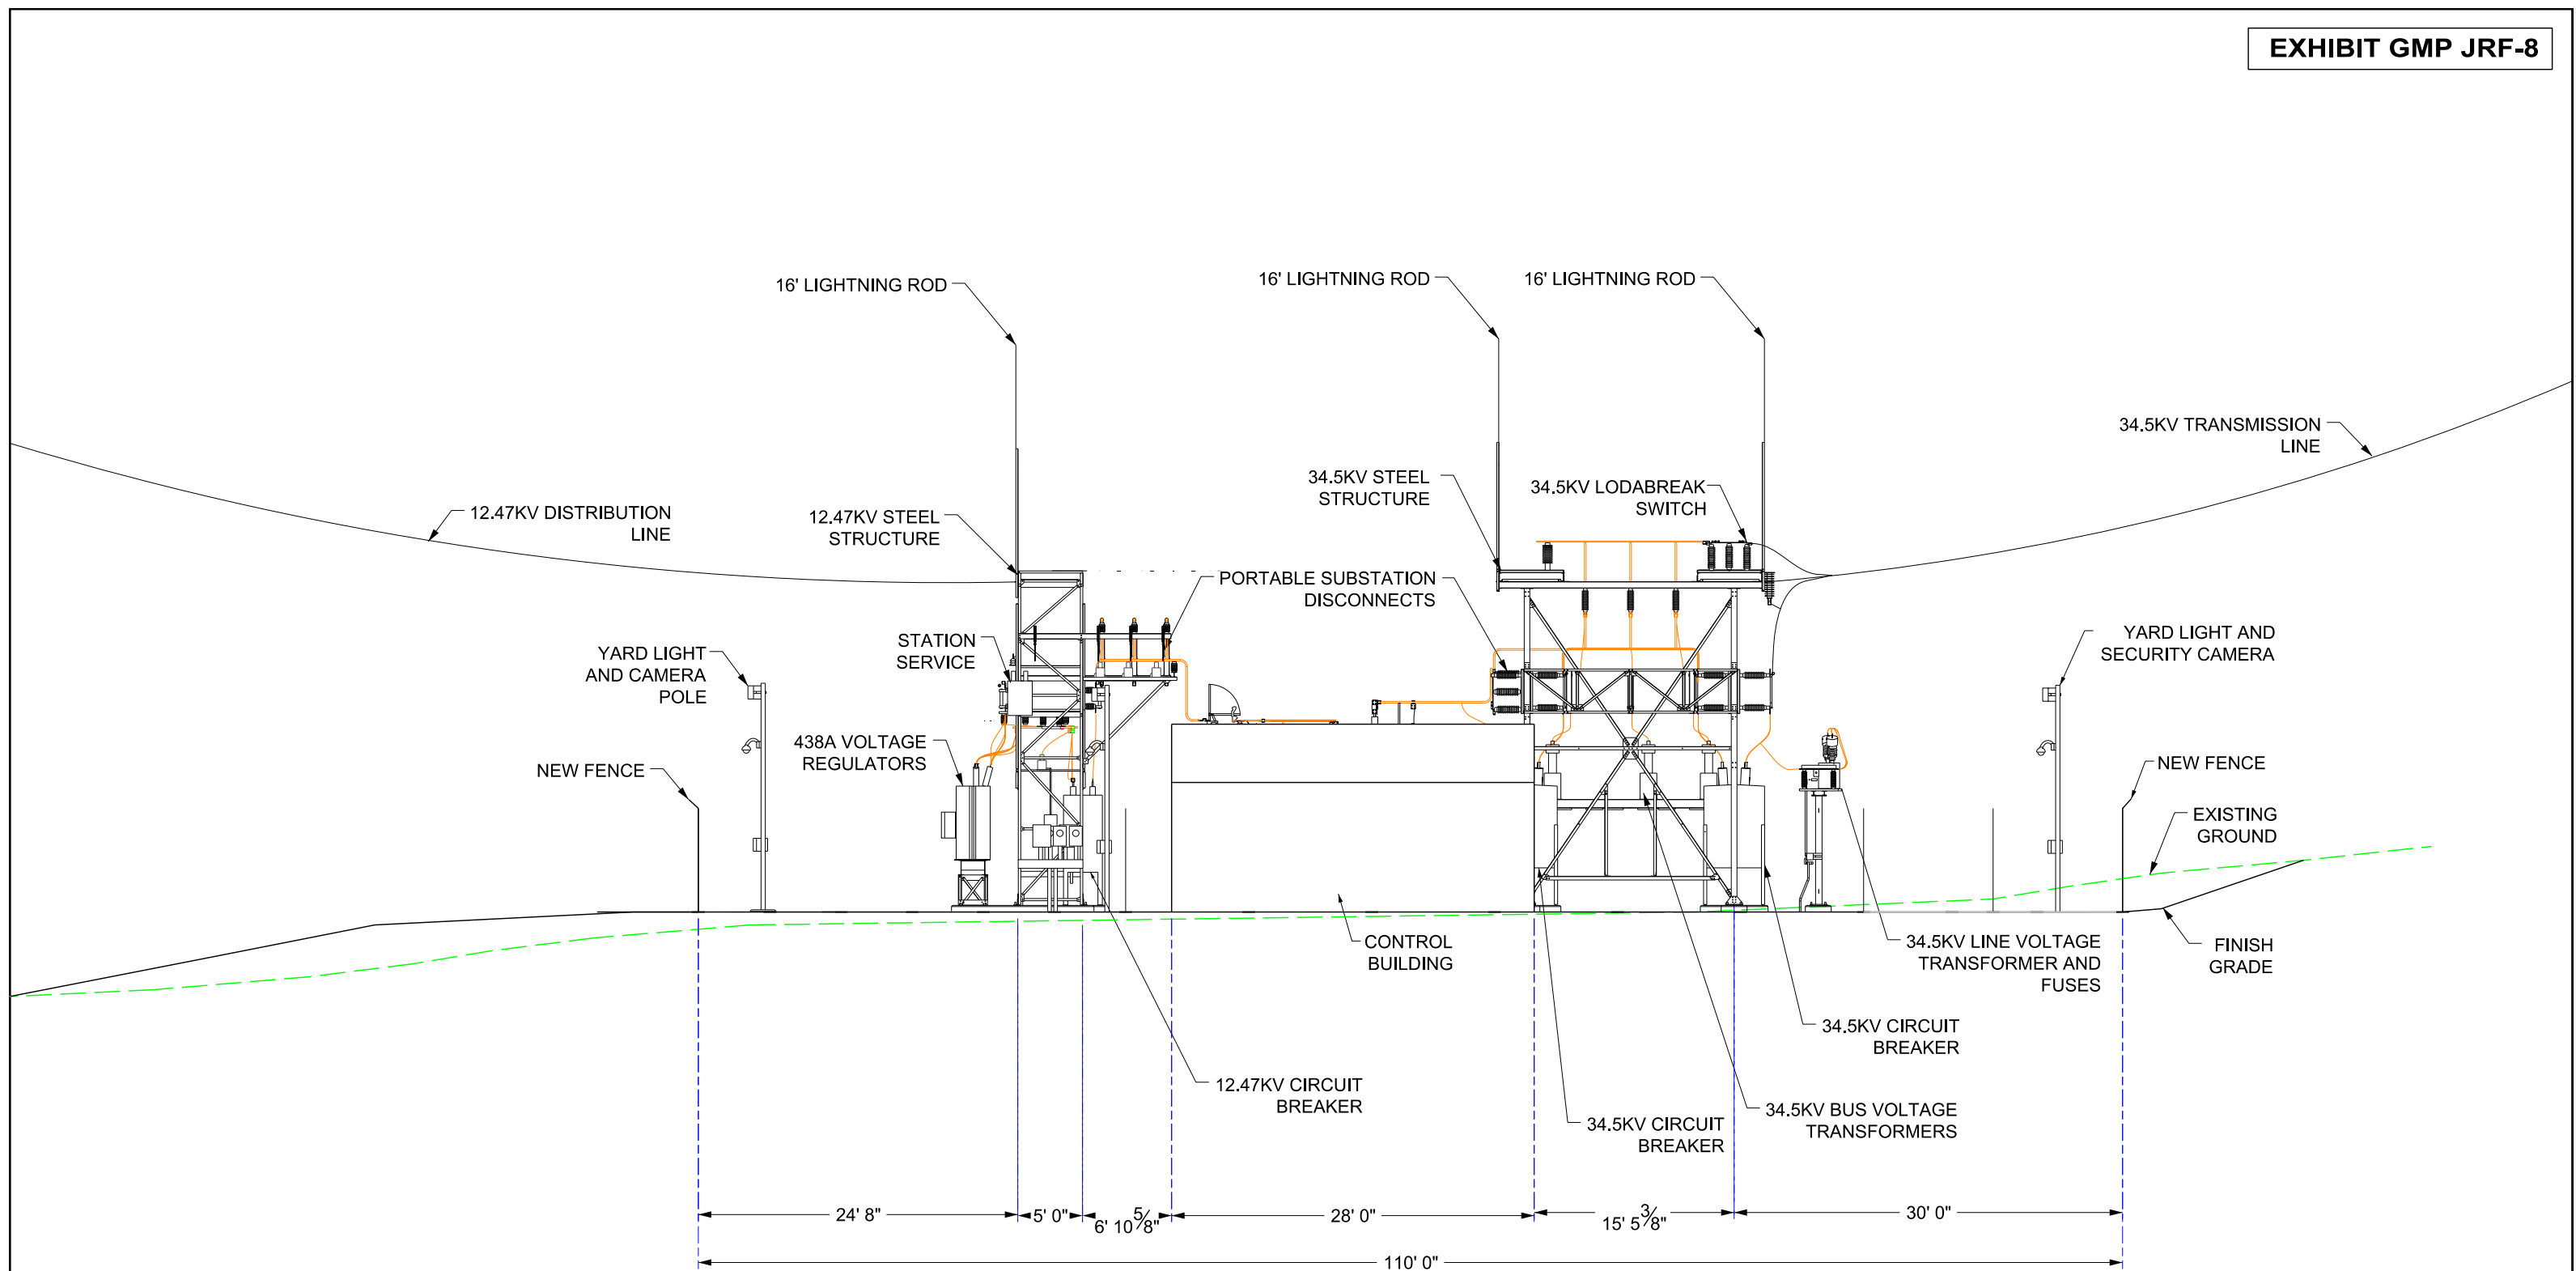 EXHIBIT GMP JRF-8
16' LIGHTNING ROD
16' LIGHTNING ROD
16' LIGHTNING ROD
34.5KV TRANSMISSION
LINE
34.5KV STEEL
STRUCTURE
34.5KV LODABREAK
SWITCH
12.47KV DISTRIBUTION
LINE
12.47KV STEEL
STRUCTURE
PORTABLE SUBSTATION
DISCONNECTS
STATION
SERVICE
YARD LIGHT
AND CAMERA
POLE
YARD LIGHT AND
SECURITY CAMERA
438A VOLTAGE
REGULATORS
NEW FENCE
NEW FENCE
EXISTING
GROUND
CONTROL
BUILDING
34.5KV LINE VOLTAGE
TRANSFORMER AND
FUSES
FINISH
GRADE
34.5KV CIRCUIT
BREAKER
12.47KV CIRCUIT
BREAKER
34.5KV CIRCUIT
BREAKER
34.5KV BUS VOLTAGE
TRANSFORMERS
24' 8"
5' 0"
6' 10 5/8"
28' 0"
15' 5 3/8"
30' 0"
110' 0"